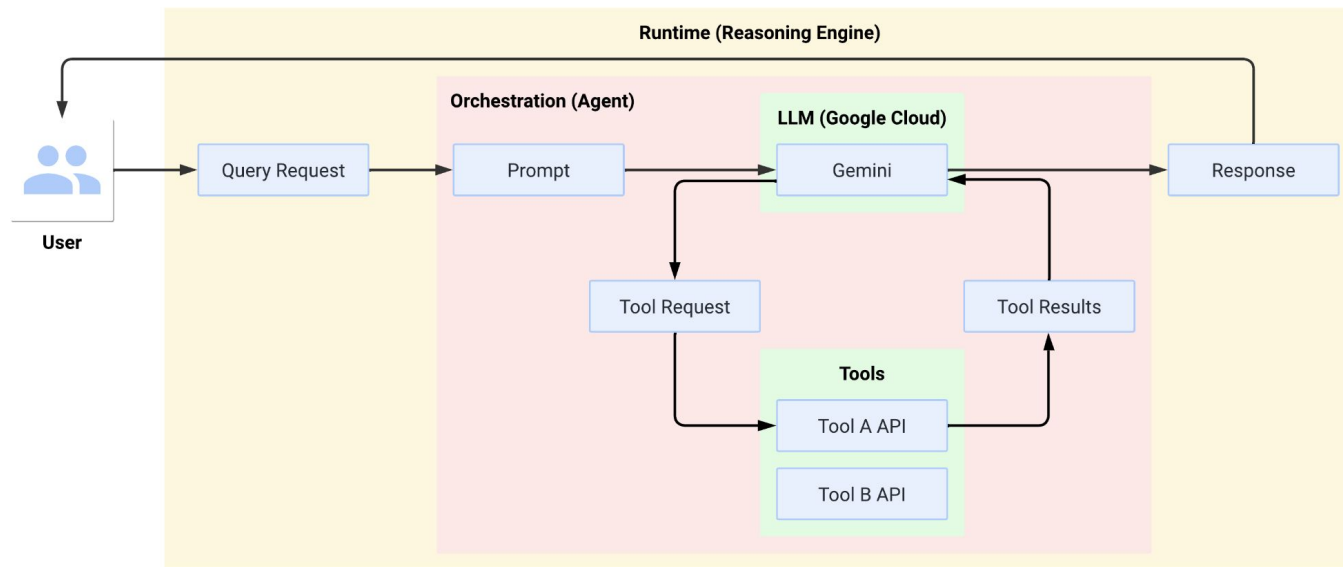 Runtime (Reasoning Engine)
Orchestration (Agent)
LLM (Google Cloud)
Query Request
Prompt
Gemini
Response
User
Tool Request
Tool Results
Tools
Tool A API
Tool B API